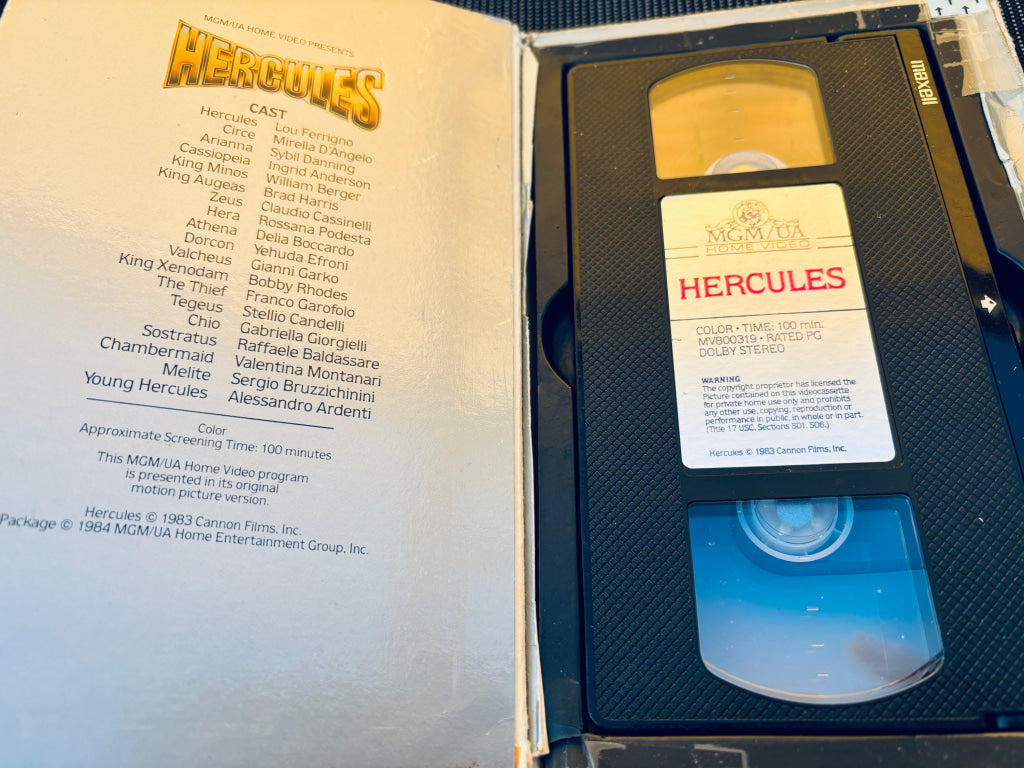 MGM/UA HOME VIDEO PRESENTS
HERCULES
CAST
Hercules Lou Ferrigno
Circe Mirella D'Angelo
Arianna Sybil Danning
Cassiopeia Ingrid Anderson
King Minos William Berger
King Augeas Brad Harris
Zeus Claudio Cassinelli
Hera Rossana Podesta
Athena Delia Boccardo
Dorcon Yehuda Efroni
Valcheus Gianni Garko
King Xenodam Bobby Rhodes
The Thief Franco Garofolo
Tegeus Stellio Candelli
Chio Gabriella Giorgielli
Sostratus Raffaele Baldassare
Chambermaid Valentina Montanari
Melite Sergio Bruzzichinini
Young Hercules Alessandro Ardenti
Color
Approximate Screening Time: 100 minutes
This MGM/UA Home Video program
is presented in its original
motion picture version.
Hercules © 1983 Cannon Films, Inc.
Package © 1984 MGM/UA Home Entertainment Group, Inc.
maxell
MGM/UA
HOME VIDEO
HERCULES
COLOR • TIME: 100 min.
MV800319 • RATED PG
DOLBY STEREO
WARNING
The copyright proprietor has licensed the
Picture contained on this videocassette
for private home use only and prohibits
any other use, copying, reproduction or
performance in public, in whole or in part.
(Title 17 USC. Sections 501, 506.)
Hercules © 1983 Cannon Films, Inc.